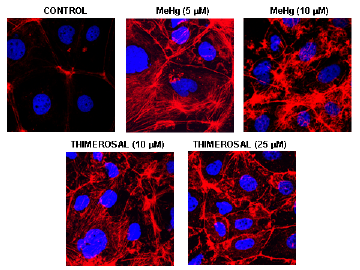 CONTROL
MeHg (5 µM)
MeHg (10 µM)
THIMEROSAL (10 µM)
THIMEROSAL (25 µM)